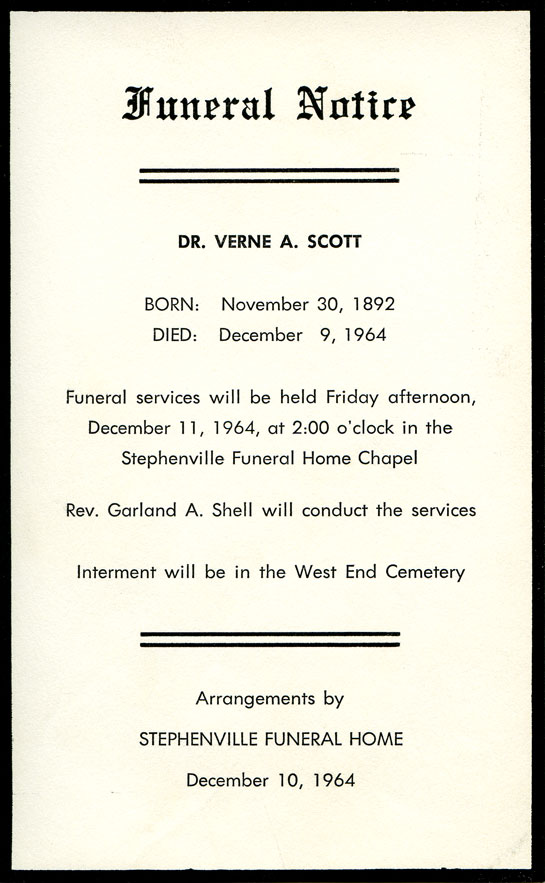 Funeral Notice
DR. VERNE A. SCOTT
BORN: November 30, 1892
DIED: December 9, 1964
Funeral services will be held Friday afternoon,
December 11, 1964, at 2:00 o'clock in the
Stephenville Funeral Home Chapel
Rev. Garland A. Shell will conduct the services
Interment will be in the West End Cemetery
Arrangements by
STEPHENVILLE FUNERAL HOME
December 10, 1964